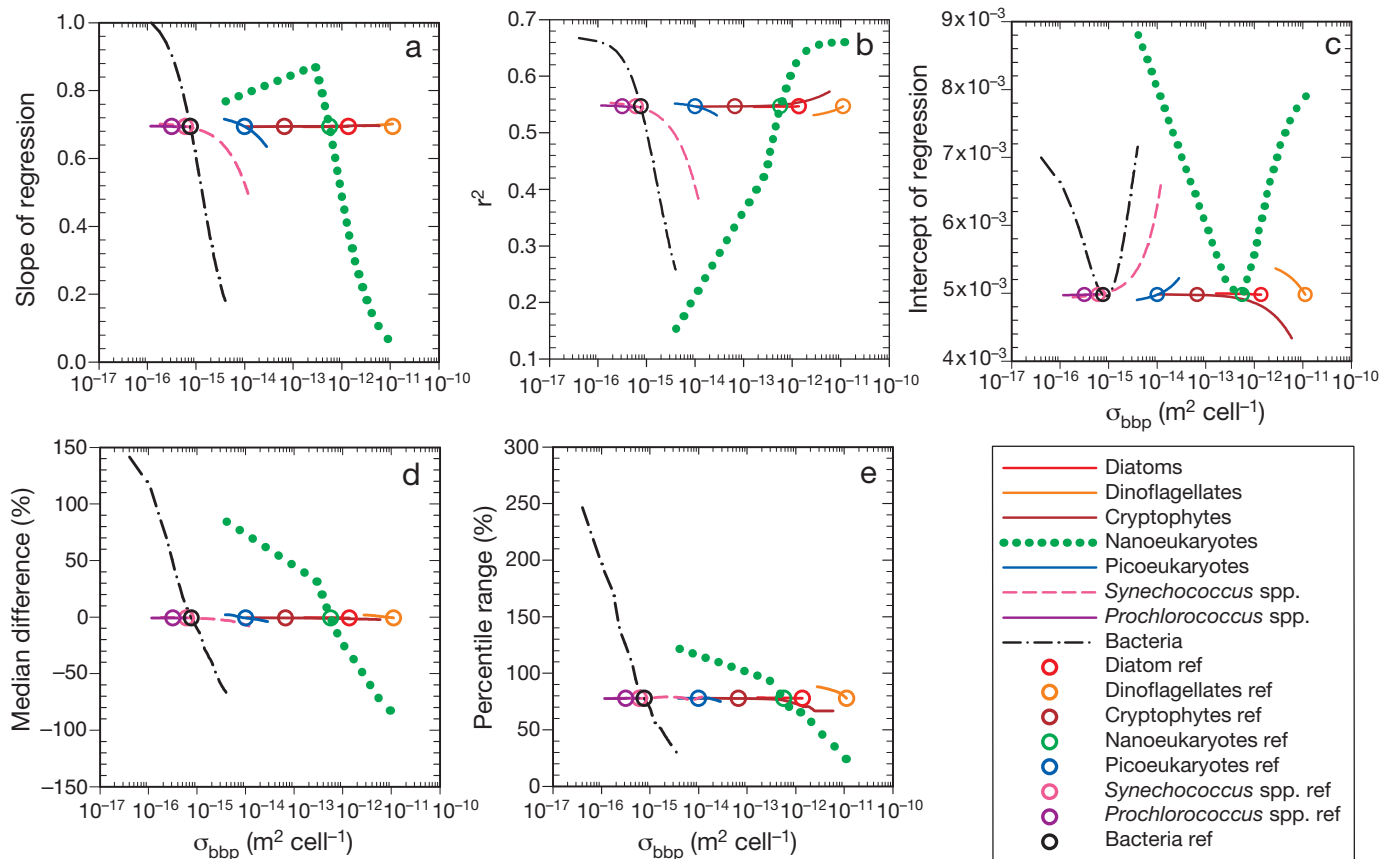 a
Slope of regression
1.0
0.8
0.6
0.4
0.2
0.0
10⁻¹⁷ 10⁻¹⁶ 10⁻¹⁵ 10⁻¹⁴ 10⁻¹³ 10⁻¹² 10⁻¹¹ 10⁻¹⁰
b
r²
0.7
0.6
0.5
0.4
0.3
0.2
0.1
10⁻¹⁷ 10⁻¹⁶ 10⁻¹⁵ 10⁻¹⁴ 10⁻¹³ 10⁻¹² 10⁻¹¹ 10⁻¹⁰
c
Intercept of regression
9x10⁻³
8x10⁻³
7x10⁻³
6x10⁻³
5x10⁻³
4x10⁻³
10⁻¹⁷ 10⁻¹⁶ 10⁻¹⁵ 10⁻¹⁴ 10⁻¹³ 10⁻¹² 10⁻¹¹ 10⁻¹⁰
σbbp (m² cell⁻¹)
d
Median difference (%)
150
100
50
0
−50
−100
−150
10⁻¹⁷ 10⁻¹⁶ 10⁻¹⁵ 10⁻¹⁴ 10⁻¹³ 10⁻¹² 10⁻¹¹ 10⁻¹⁰
σbbp (m² cell⁻¹)
e
Percentile range (%)
300
250
200
150
100
50
0
10⁻¹⁷ 10⁻¹⁶ 10⁻¹⁵ 10⁻¹⁴ 10⁻¹³ 10⁻¹² 10⁻¹¹ 10⁻¹⁰
σbbp (m² cell⁻¹)
Diatoms
Dinoflagellates
Cryptophytes
Nanoeukaryotes
Picoeukaryotes
Synechococcus spp.
Prochlorococcus spp.
Bacteria
Diatom ref
Dinoflagellates ref
Cryptophytes ref
Nanoeukaryotes ref
Picoeukaryotes ref
Synechococcus spp. ref
Prochlorococcus spp. ref
Bacteria ref